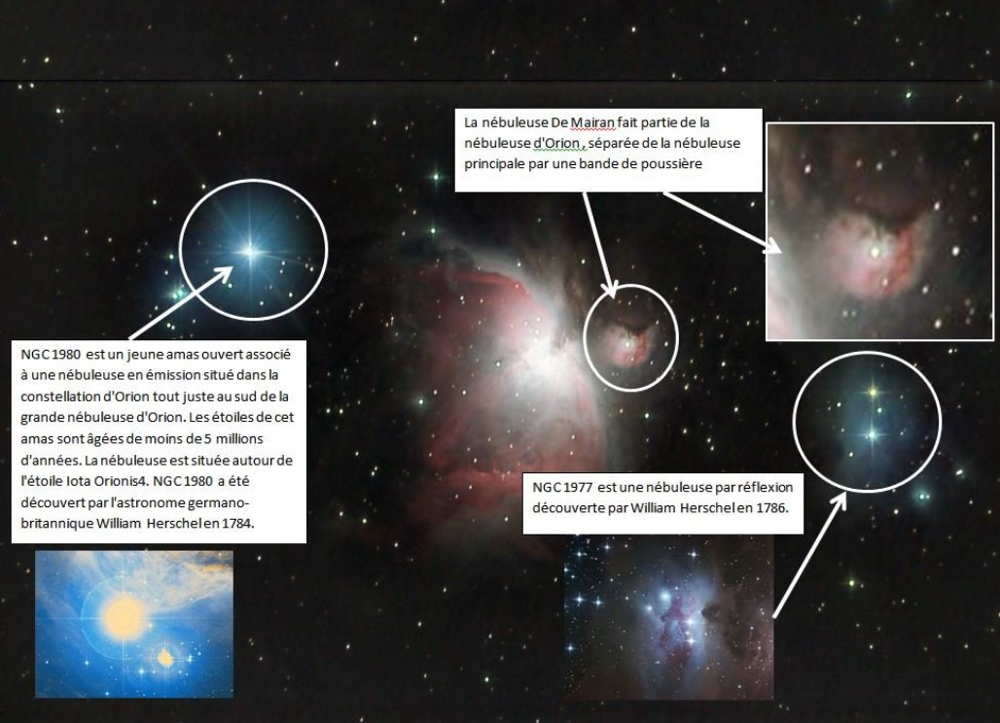 La nébuleuse De Mairan fait partie de la
nébuleuse d'Orion , séparée de la nébuleuse
principale par une bande de poussière
NGC 1980 est un jeune amas ouvert associé
à une nébuleuse en émission situé dans la
constellation d'Orion tout juste au sud de la
grande nébuleuse d'Orion. Les étoiles de cet
amas sont âgées de moins de 5 millions
d'années. La nébuleuse est située autour de
l'étoile Iota Orionis4. NGC 1980 a été
découvert par l'astronome germano-
britannique William Herschel en 1784.
NGC 1977 est une nébuleuse par réflexion
découverte par William Herschel en 1786.